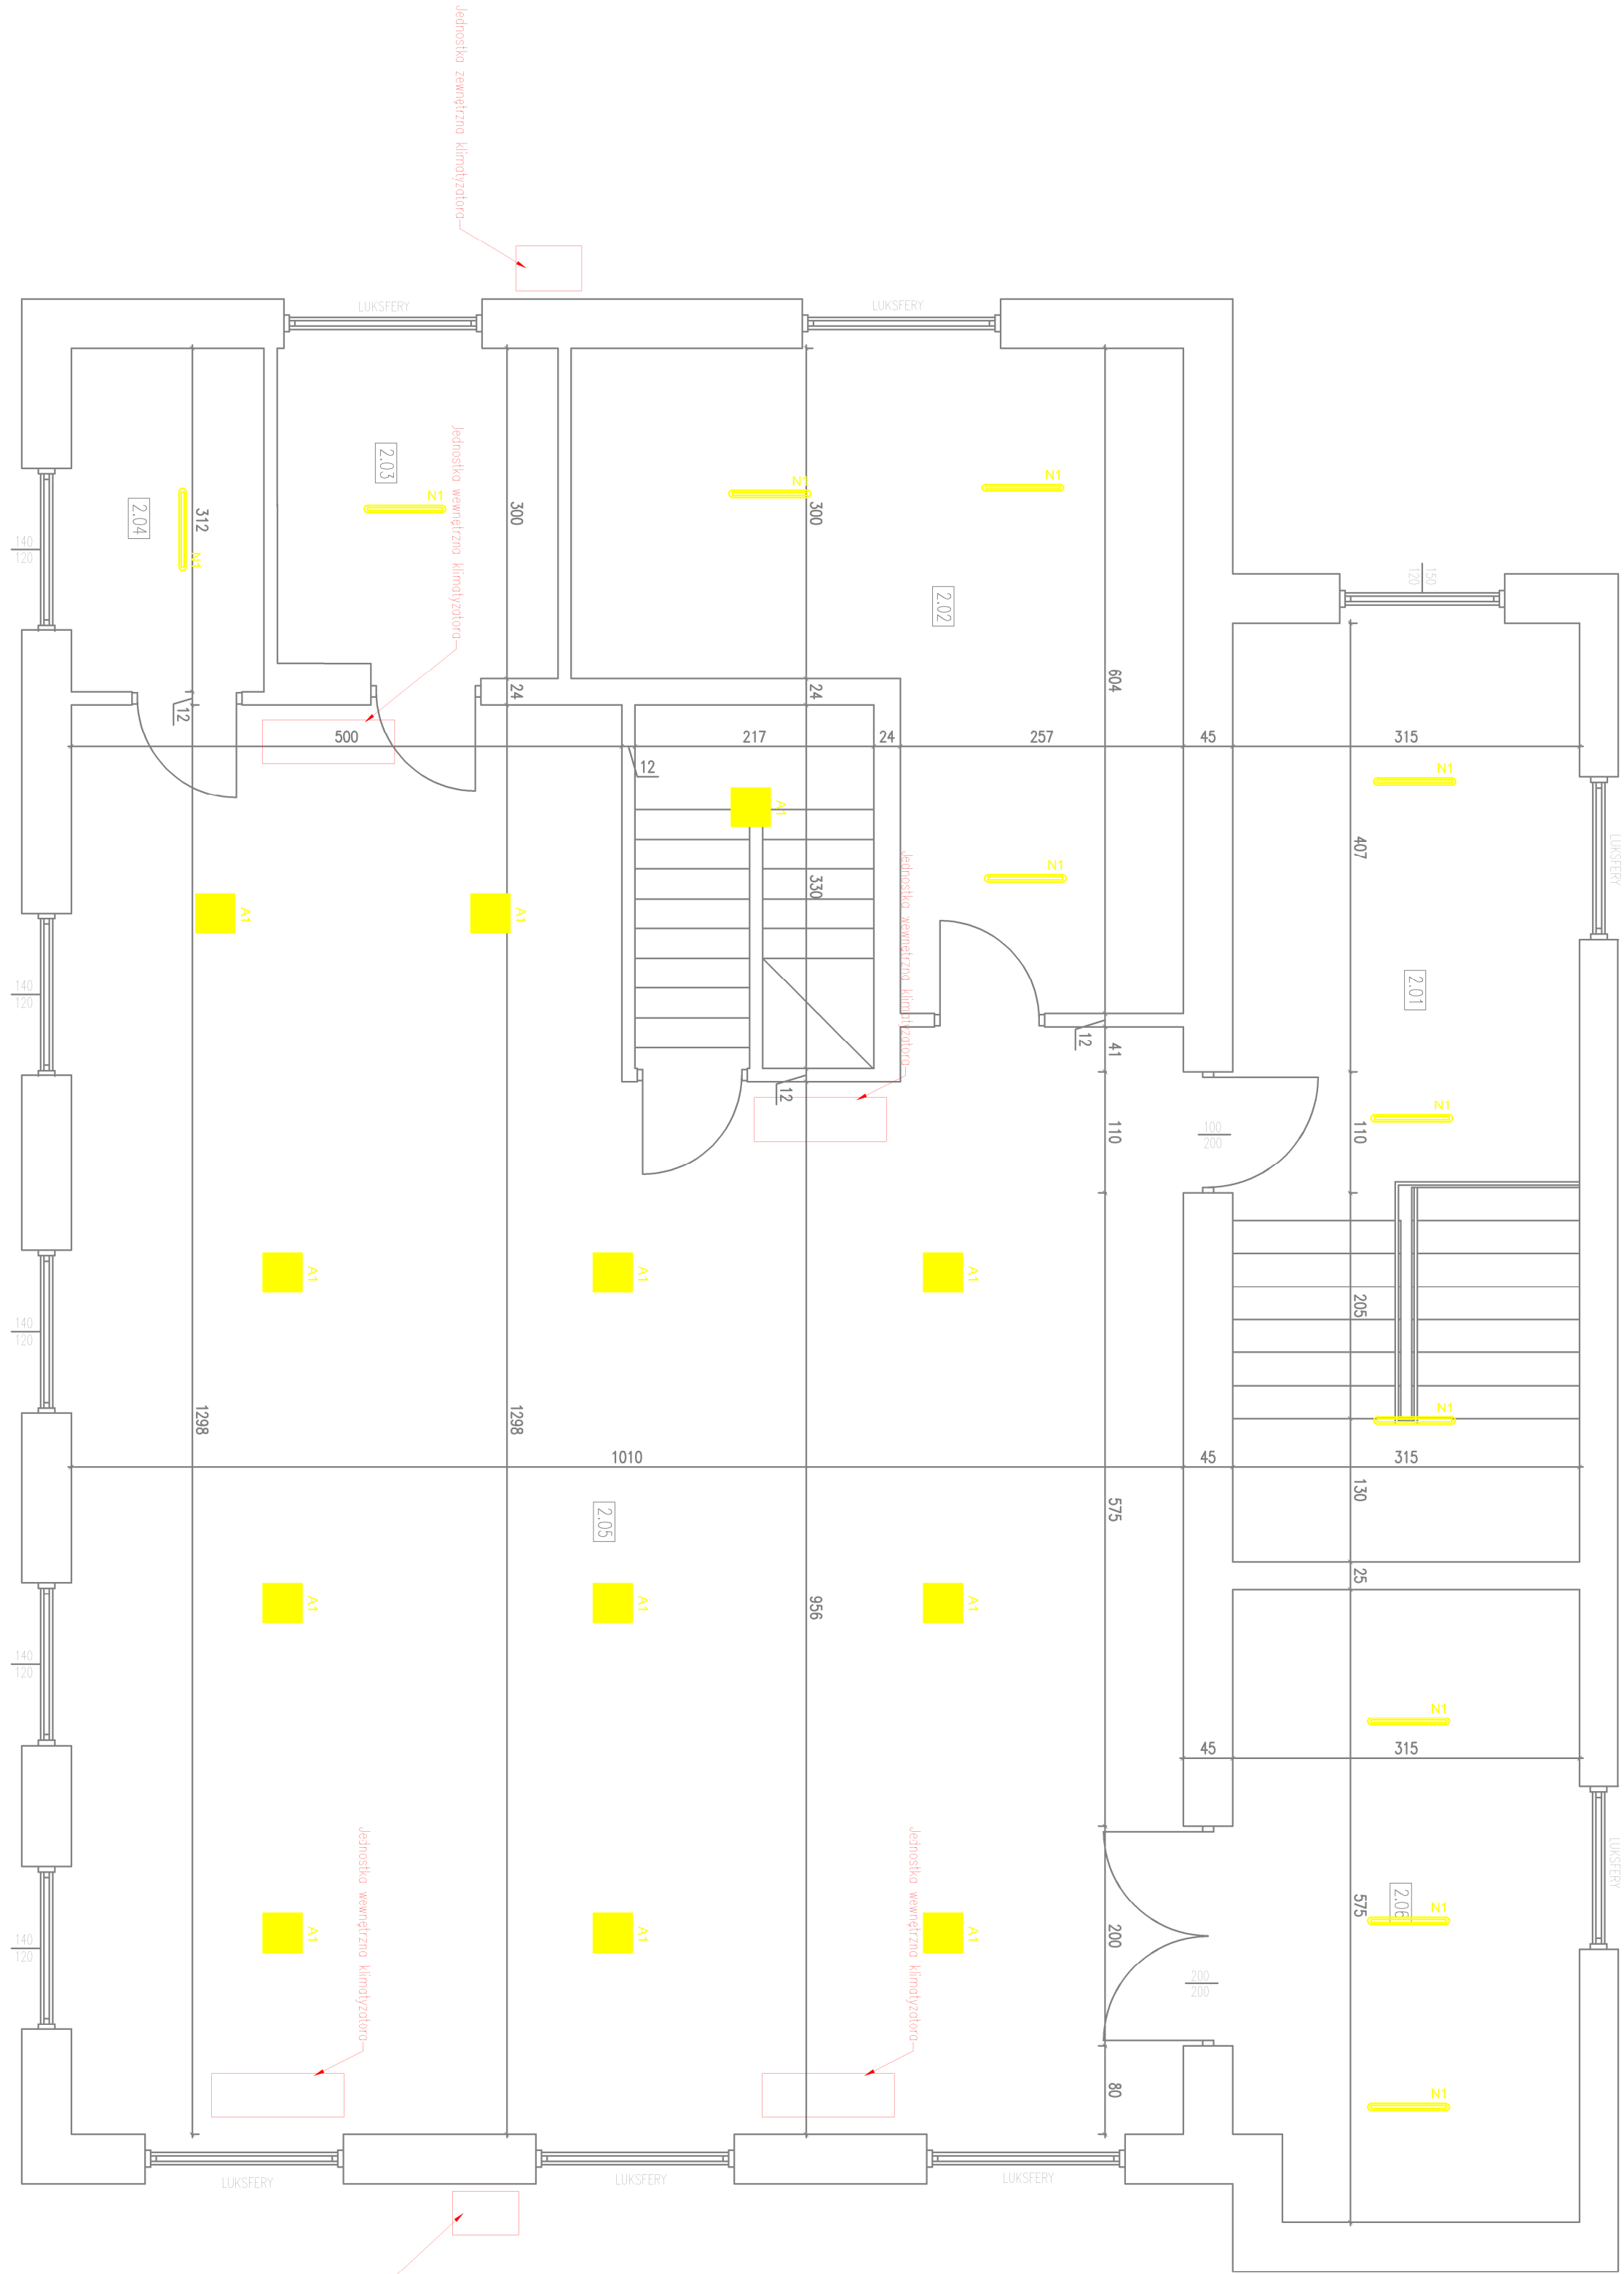 Jednostka zewnętrzna klimatyzatora
LUKSFERY
LUKSFERY
2.03
Jednostka wewnętrzna klimatyzatora
N1
N1
N1
2.04
312
N1
300
300
2.02
140
120
150
120
604
24
24
12
500
217
24
257
45
315
12
N1
A1
407
LUKSFERY
330
Jednostka wewnętrzna klimatyzatora
N1
A1
A1
2.01
140
120
12
41
12
N1
110
110
100
200
A1
A1
A1
205
140
120
1298
1298
N1
1010
45
315
575
130
2.05
25
956
A1
A1
A1
140
120
N1
45
315
LUKSFERY
Jednostka wewnętrzna klimatyzatora
Jednostka wewnętrzna klimatyzatora
2.06
575
N1
A1
A1
A1
200
140
120
200
200
80
N1
LUKSFERY
LUKSFERY
LUKSFERY